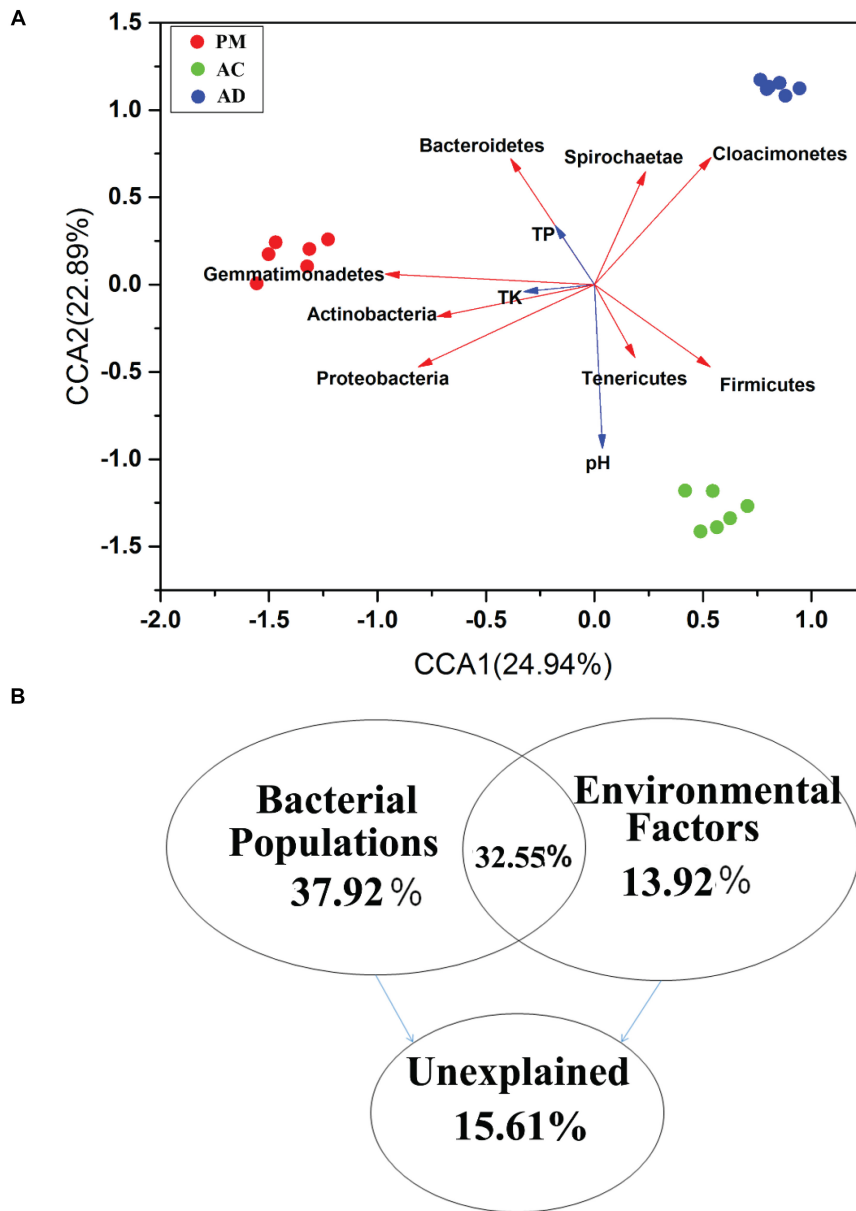 A
PM
AC
AD
1.5
1.0
0.5
0.0
-0.5
-1.0
-1.5
CCA2(22.89%)
Bacteroidetes
Spirochaetae
Cloacimonetes
TP
Gemmatimonadetes
TK
Actinobacteria
Proteobacteria
Tenericutes
Firmicutes
pH
-2.0
-1.5
-1.0
-0.5
0.0
0.5
1.0
CCA1(24.94%)
B
Bacterial
Populations
37.92 %
32.55%
Environmental
Factors
13.92%
Unexplained
15.61%